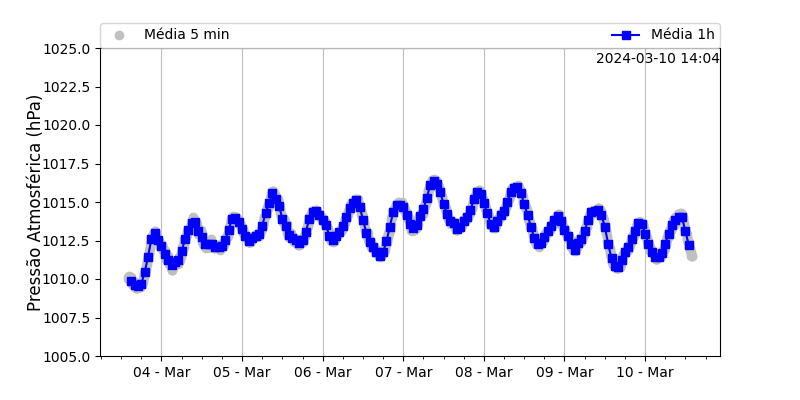 Média 5 min
Média 1h
2024-03-10 14:04
Pressão Atmosférica (hPa)
1025.0
1022.5
1020.0
1017.5
1015.0
1012.5
1010.0
1007.5
1005.0
04 - Mar
05 - Mar
06 - Mar
07 - Mar
08 - Mar
09 - Mar
10 - Mar